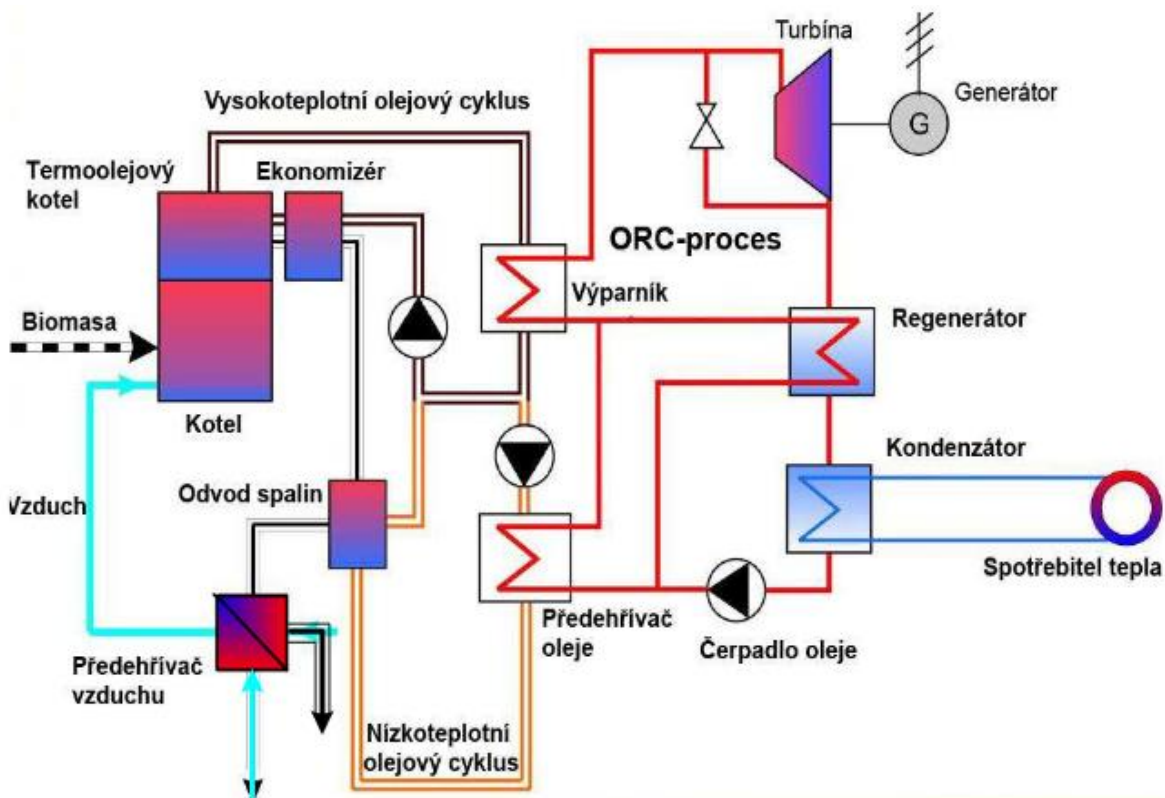 Turbína
Generátor
G
Vysokoteplotní olejový cyklus
Termoolejový
kotel
Ekonomizér
ORC-proces
Výparník
Biomasa
Regenerátor
Kotel
Kondenzátor
Odvod spalin
Vzduch
Spotřebitel tepla
Předehřívač
oleje
Čerpadlo oleje
Předehřívač
vzduchu
Nízkoteplotní
olejový cyklus